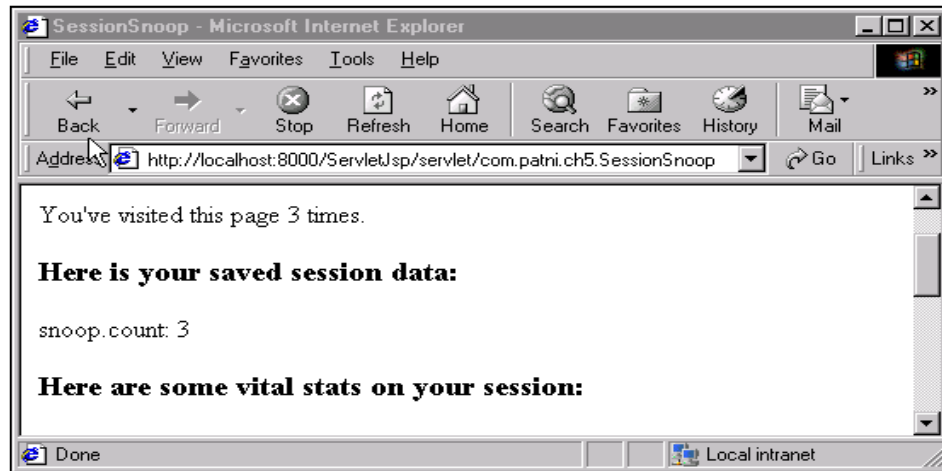 SessionSnoop - Microsoft Internet Explorer
File Edit View Favorites Tools Help
Back Forward Stop Refresh Home Search Favorites History Mail »
Address http://localhost:8000/ServletJsp/servlet/com.patni.ch5.SessionSnoop Go Links »
You've visited this page 3 times.
Here is your saved session data:
snoop.count: 3
Here are some vital stats on your session:
Done Local intranet